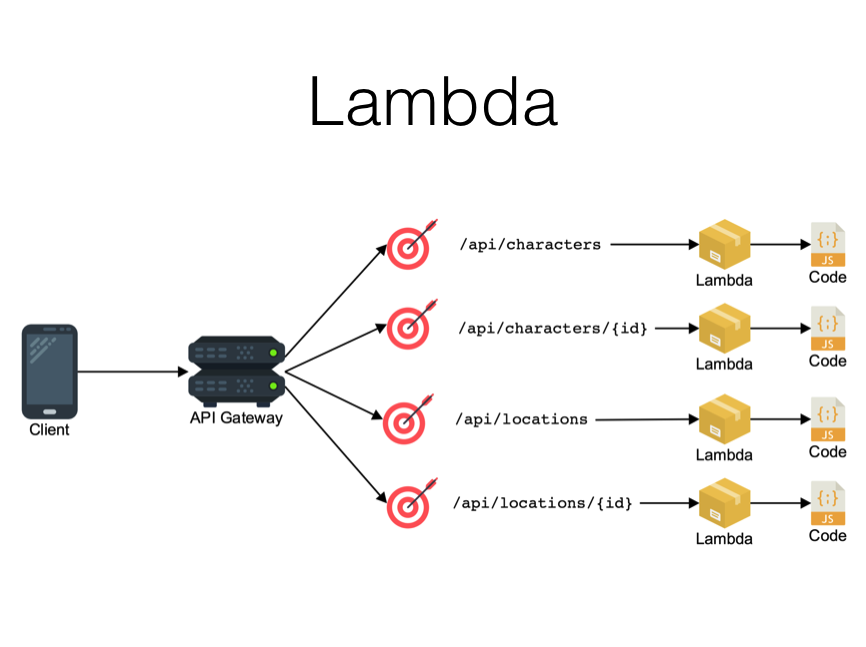 Lambda
/api/characters
{;}
JS
Lambda
Code
/api/characters/{id}
{;}
JS
Lambda
Code
Client
API Gateway
/api/locations
{;}
JS
Lambda
Code
/api/locations/{id}
{;}
JS
Lambda
Code